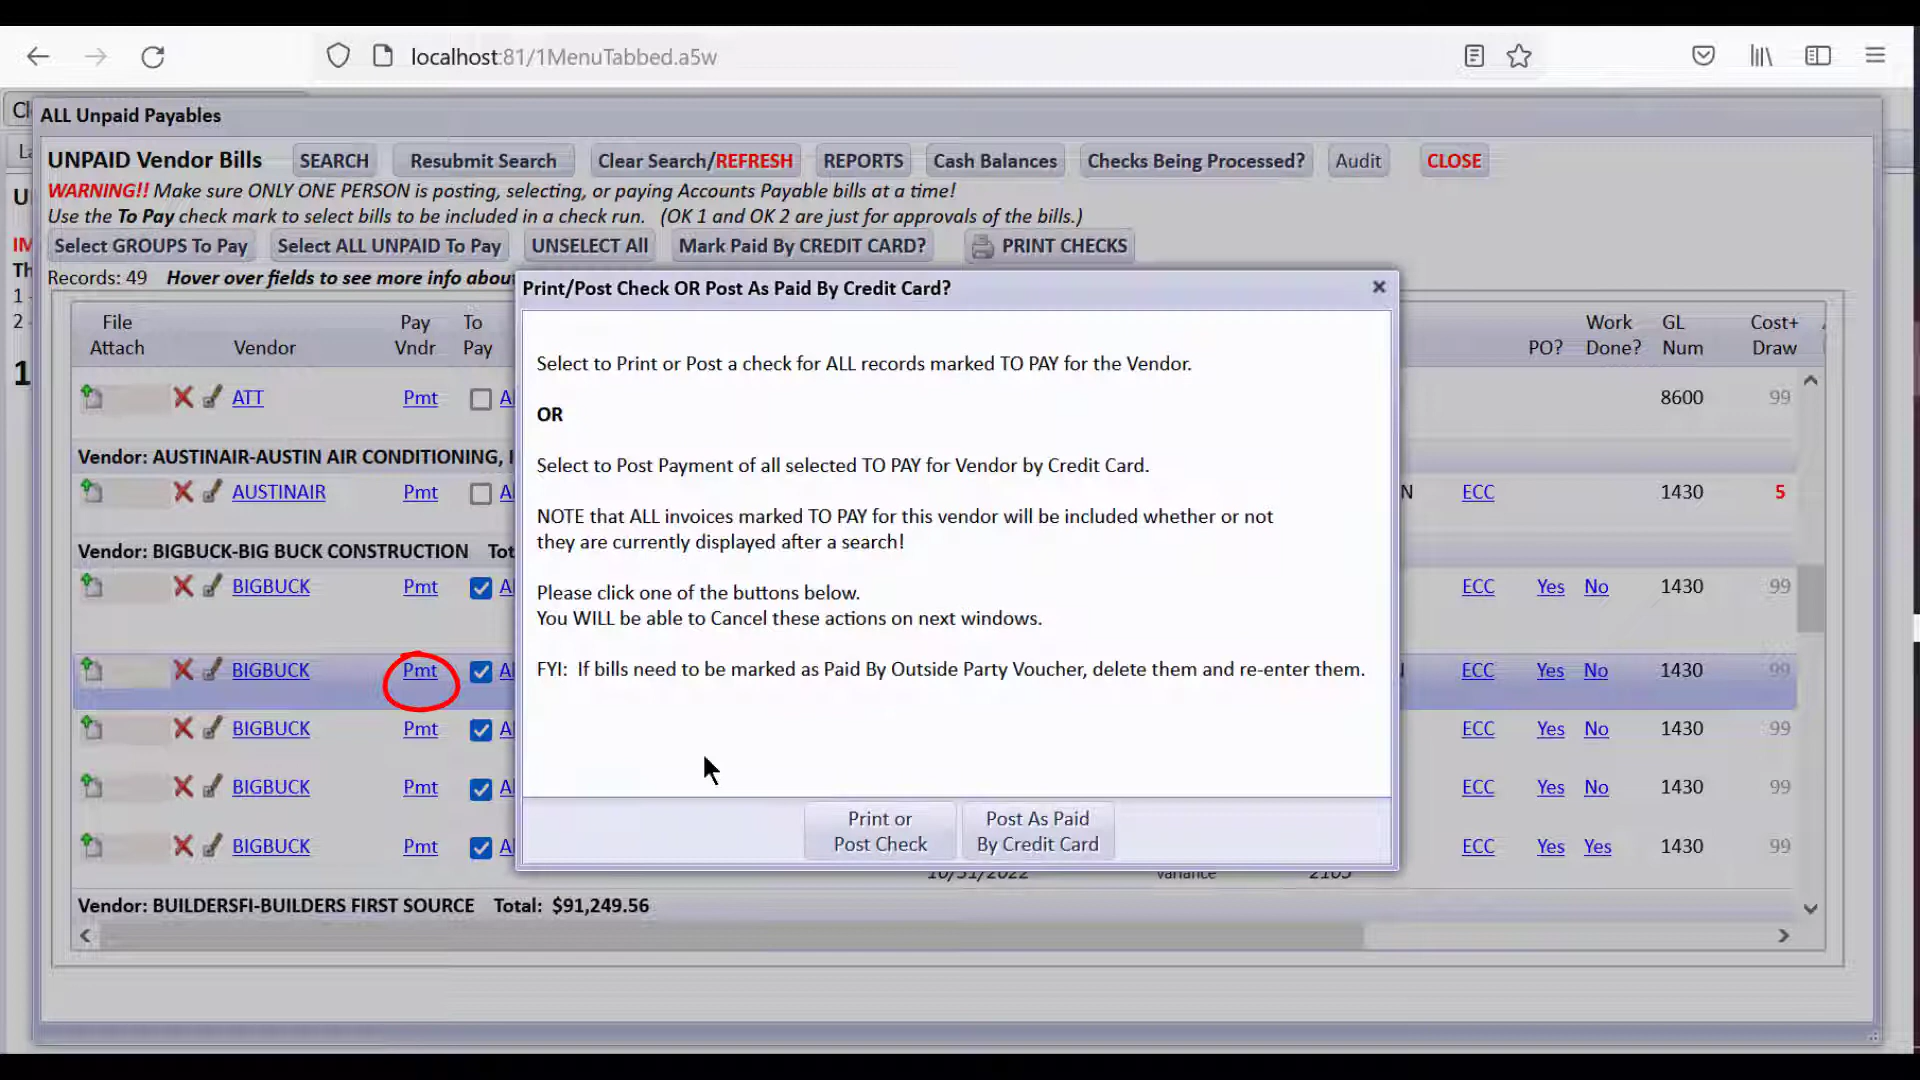 localhost:81/1MenuTabbed.a5w
ALL Unpaid Payables
UNPAID Vendor Bills SEARCH Resubmit Search Clear Search/REFRESH REPORTS Cash Balances Checks Being Processed? Audit CLOSE
WARNING!! Make sure ONLY ONE PERSON is posting, selecting, or paying Accounts Payable bills at a time!
Use the To Pay check mark to select bills to be included in a check run. (OK 1 and OK 2 are just for approvals of the bills.)
Select GROUPS To Pay Select ALL UNPAID To Pay UNSELECT All Mark Paid By CREDIT CARD? PRINT CHECKS
Records: 49 Hover over fields to see more info abou
Print/Post Check OR Post As Paid By Credit Card?
Select to Print or Post a check for ALL records marked TO PAY for the Vendor.
OR
Select to Post Payment of all selected TO PAY for Vendor by Credit Card.
NOTE that ALL invoices marked TO PAY for this vendor will be included whether or not
they are currently displayed after a search!
Please click one of the buttons below.
You WILL be able to Cancel these actions on next windows.
FYI: If bills need to be marked as Paid By Outside Party Voucher, delete them and re-enter them.
Print or
Post Check
Post As Paid
By Credit Card
File Pay To Work GL Cost+
Attach Vendor Vndr Pay PO? Done? Num Draw
ATT Pmt 8600 99
Vendor: AUSTINAIR-AUSTIN AIR CONDITIONING,
AUSTINAIR Pmt N ECC 1430 5
Vendor: BIGBUCK-BIG BUCK CONSTRUCTION Tot
BIGBUCK Pmt ECC Yes No 1430 99
BIGBUCK Pmt ECC Yes No 1430 99
BIGBUCK Pmt ECC Yes No 1430 99
BIGBUCK Pmt ECC Yes No 1430 99
BIGBUCK Pmt ECC Yes Yes 1430 99
10/31/2022 Variance 2105
Vendor: BUILDERSFI-BUILDERS FIRST SOURCE Total: $91,249.56